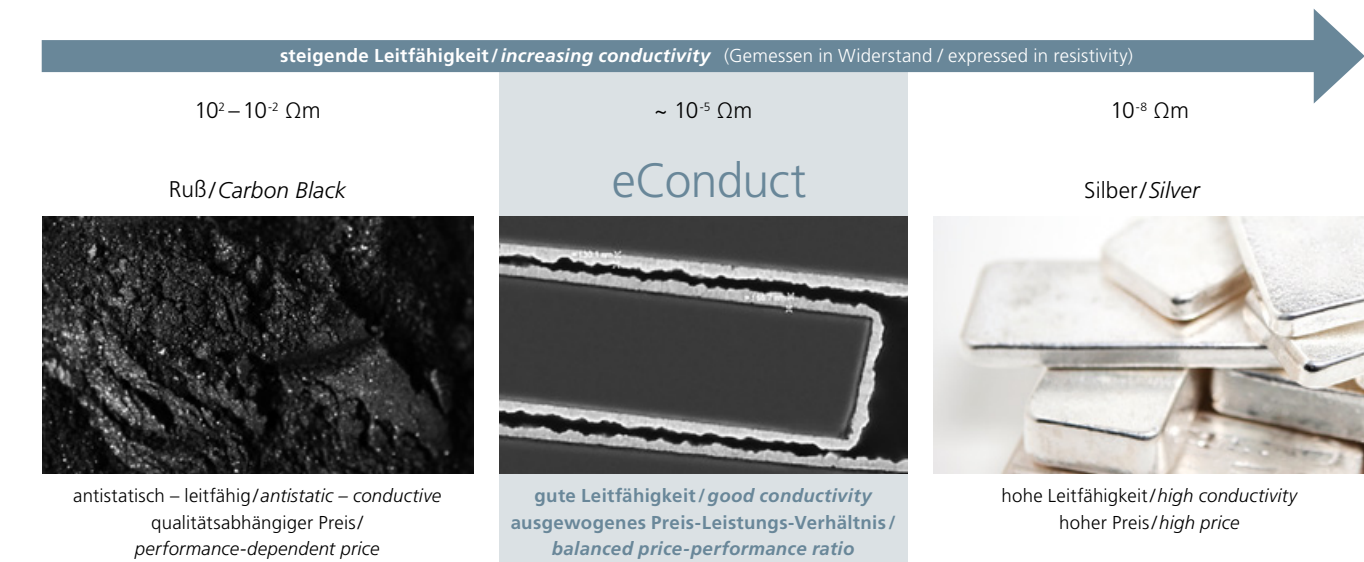 steigende Leitfähigkeit/increasing conductivity (Gemessen in Widerstand / expressed in resistivity)
10² – 10⁻² Ωm
~ 10⁻⁵ Ωm
10⁻⁸ Ωm
Ruß/Carbon Black
eConduct
Silber/Silver
antistatisch – leitfähig/antistatic – conductive
qualitätsabhängiger Preis/
performance-dependent price
gute Leitfähigkeit/good conductivity
ausgewogenes Preis-Leistungs-Verhältnis/
balanced price-performance ratio
hohe Leitfähigkeit/high conductivity
hoher Preis/high price